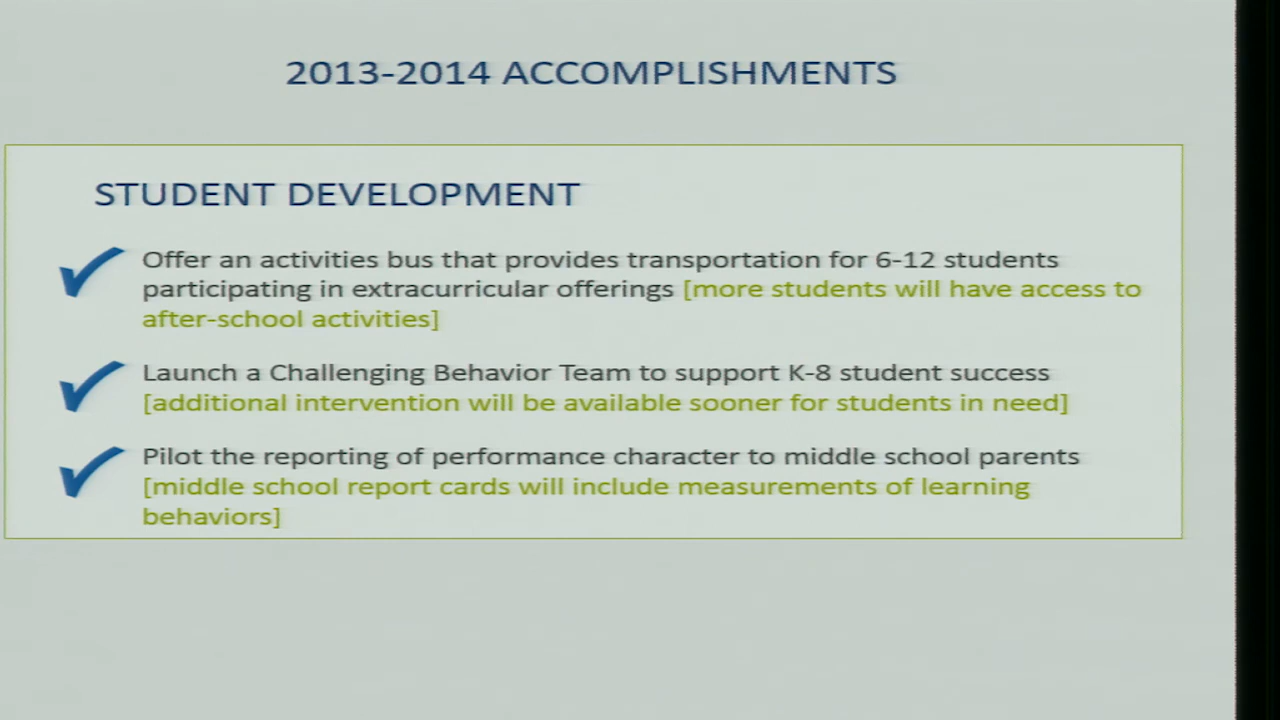 2013-2014 ACCOMPLISHMENTS
STUDENT DEVELOPMENT
Offer an activities bus that provides transportation for 6-12 students
participating in extracurricular offerings [more students will have access to
after-school activities]
Launch a Challenging Behavior Team to support K-8 student success
[additional intervention will be available sooner for students in need]
Pilot the reporting of performance character to middle school parents
[middle school report cards will include measurements of learning
behaviors]